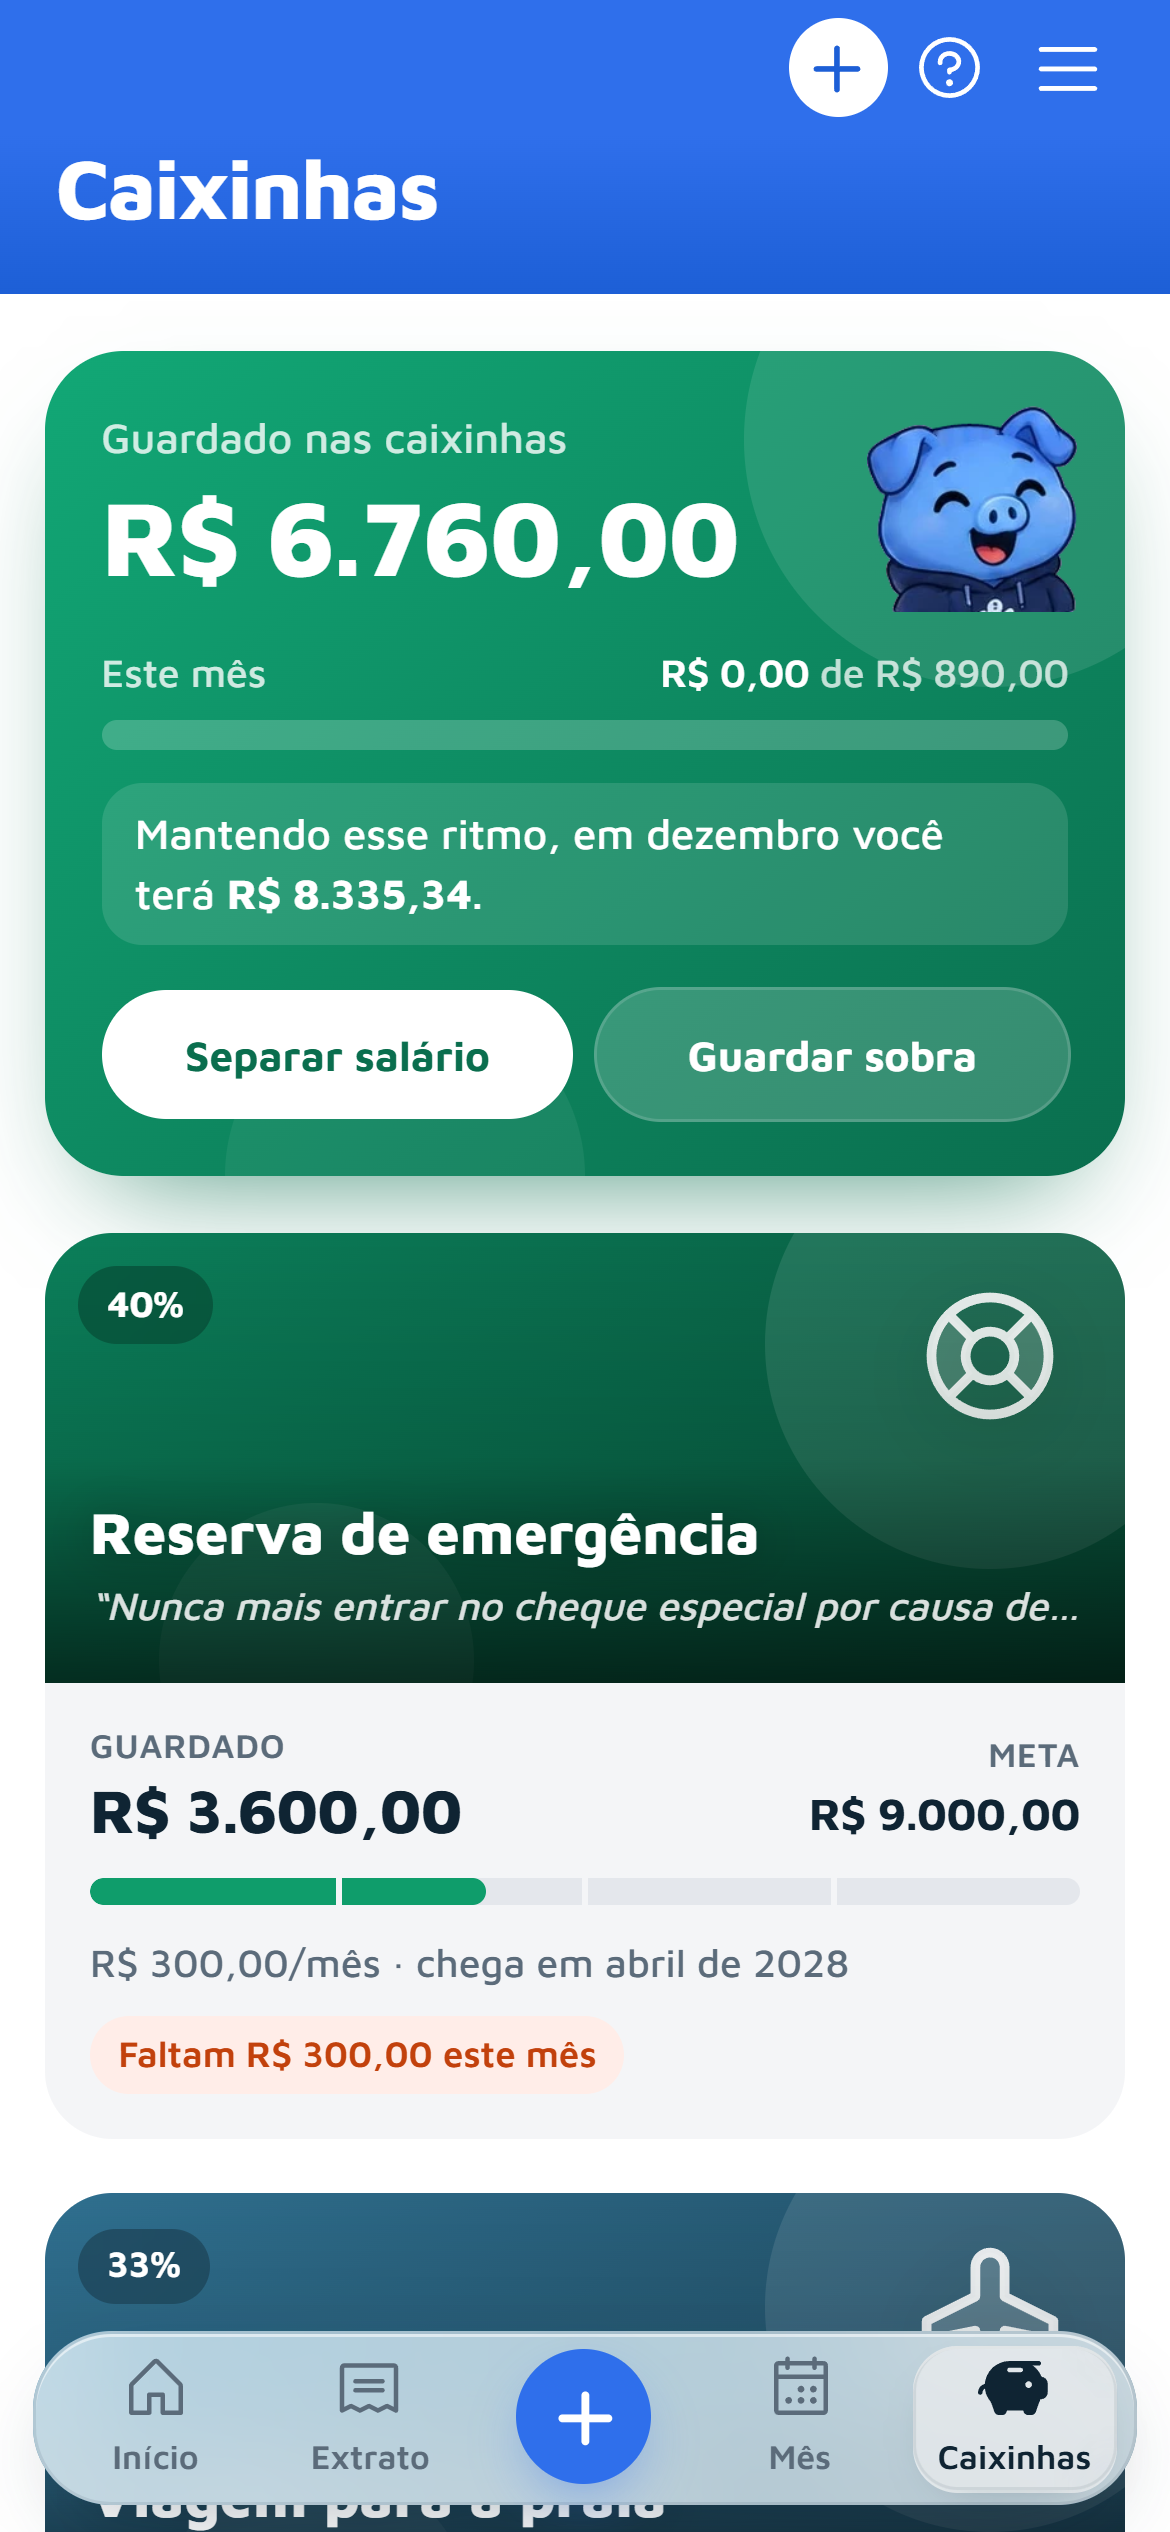 Caixinhas
Guardado nas caixinhas
R$ 6.760,00
Este mês
R$ 0,00 de R$ 890,00
Mantendo esse ritmo, em dezembro você
terá R$ 8.335,34.
Separar salário
Guardar sobra
40%
Reserva de emergência
“Nunca mais entrar no cheque especial por causa de...
GUARDADO
META
R$ 3.600,00
R$ 9.000,00
R$ 300,00/mês · chega em abril de 2028
Faltam R$ 300,00 este mês
33%
Viagem para a praia
Início
Extrato
Mês
Caixinhas